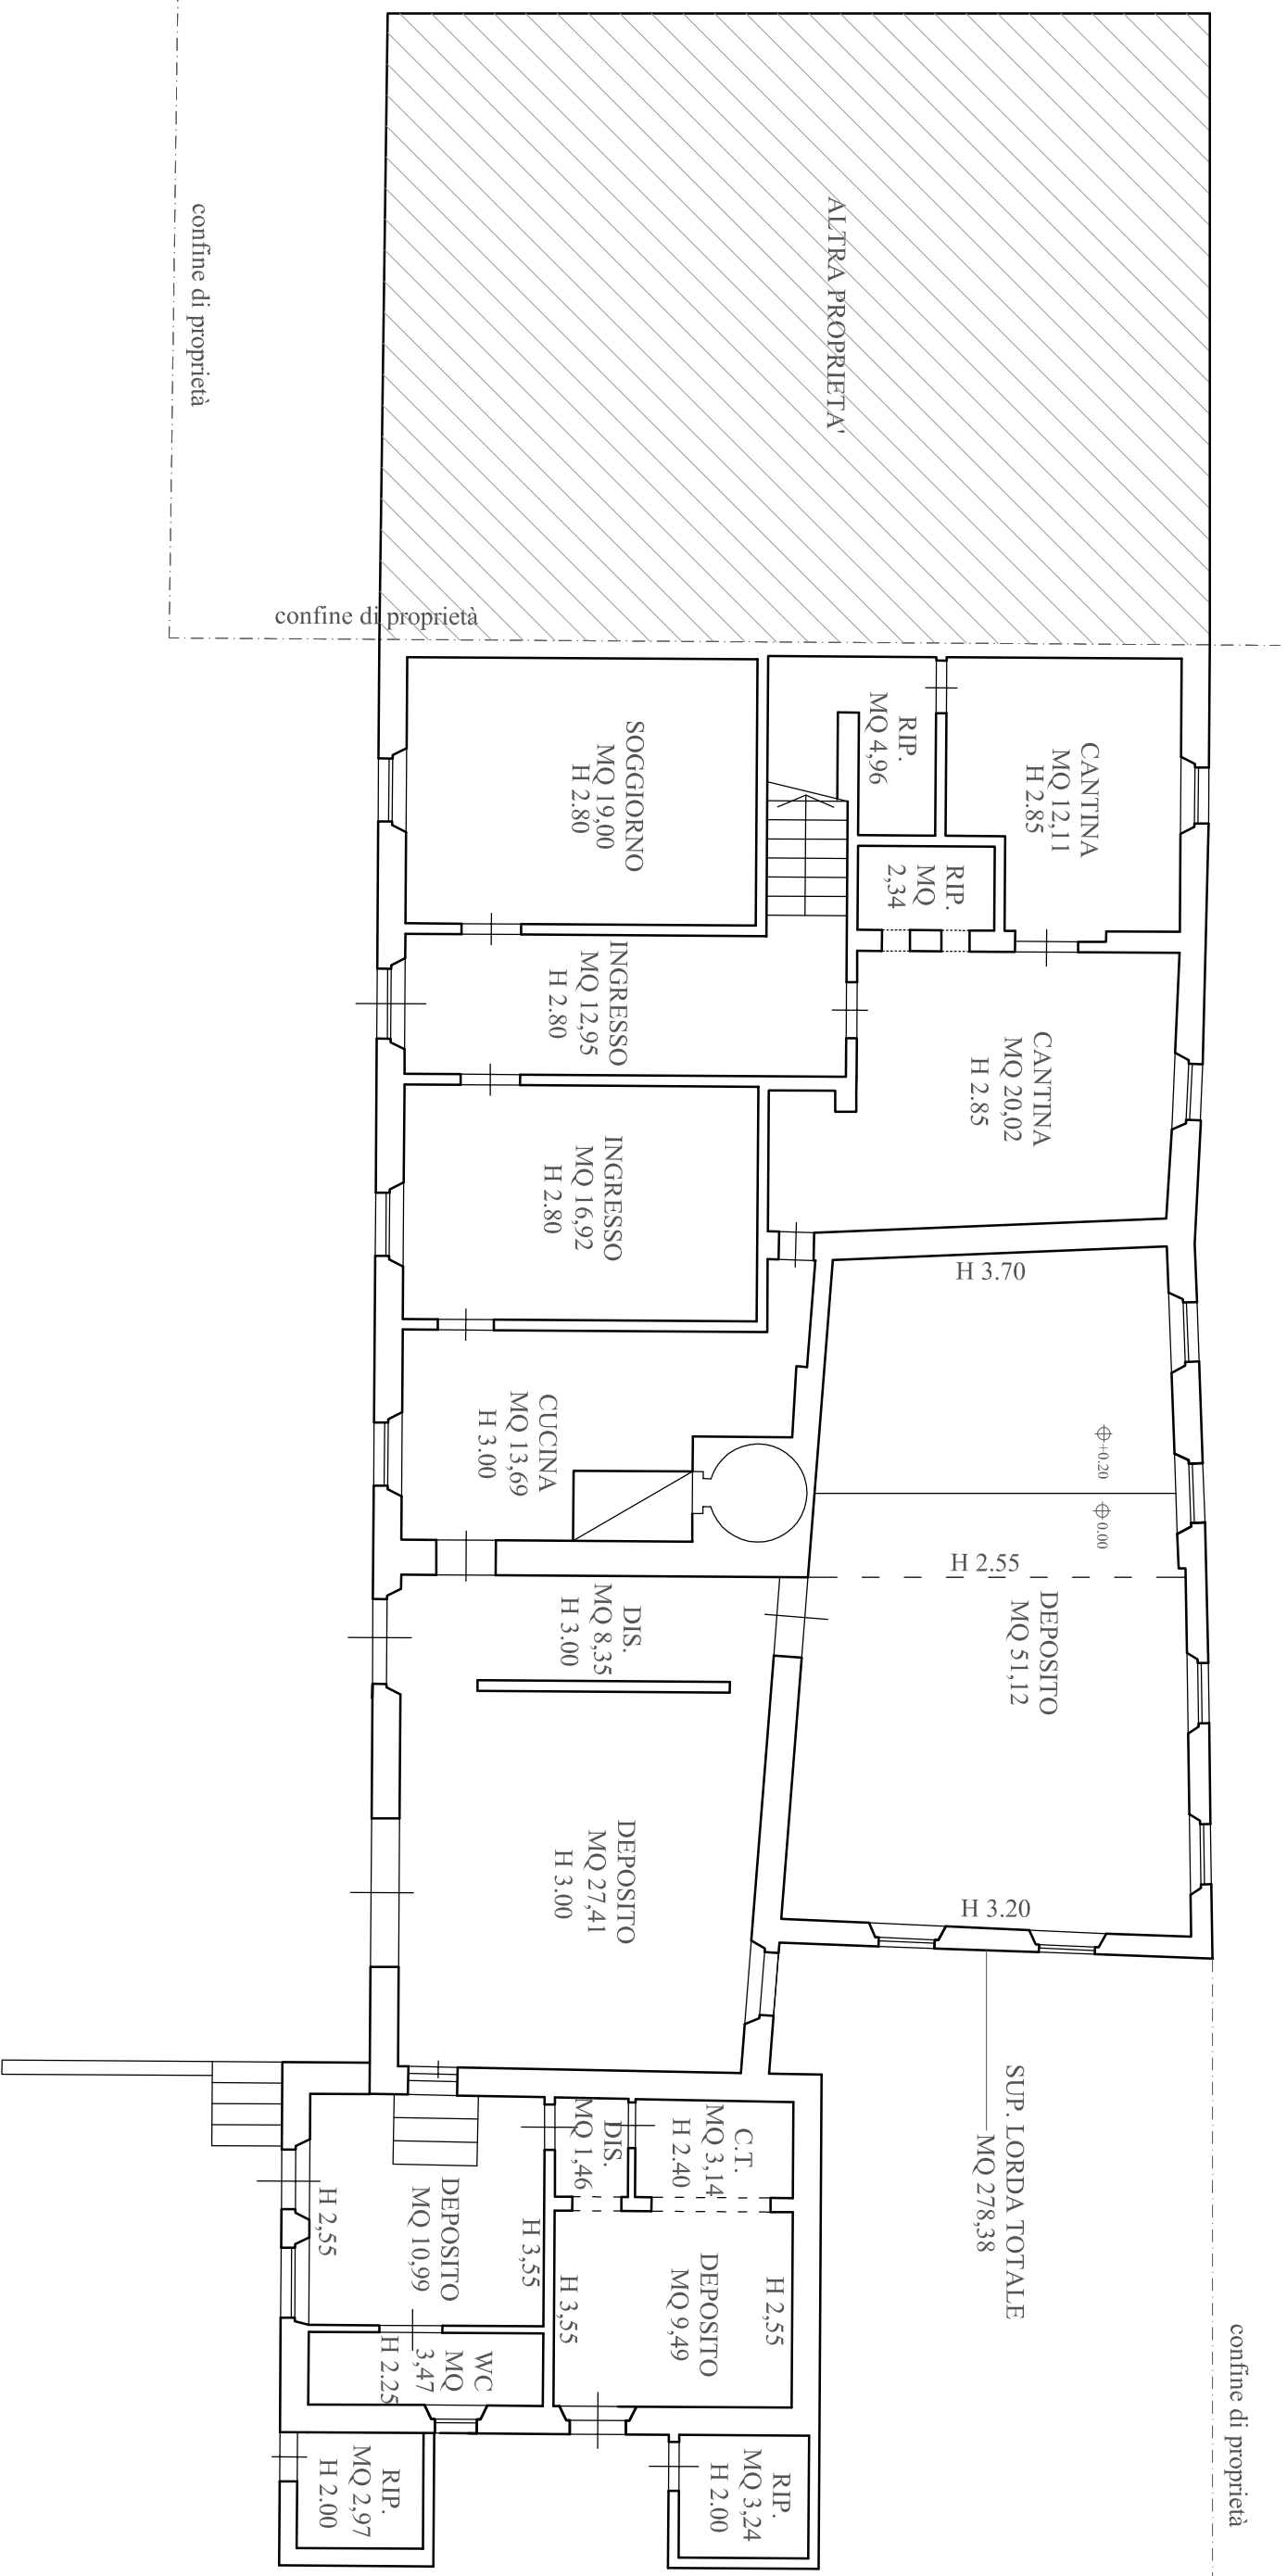 confine di proprietà
ALTRA PROPRIETA'
confine di proprietà
SOGGIORNO
MQ 19,00
H 2.80
RIP.
MQ 4,96
CANTINA
MQ 12,11
H 2.85
RIP.
MQ
2,34
INGRESSO
MQ 12,95
H 2.80
CANTINA
MQ 20,02
H 2.85
INGRESSO
MQ 16,92
H 2.80
H 3.70
CUCINA
MQ 13,69
H 3.00
+0.20
0.00
H 2.55
DEPOSITO
MQ 51,12
DIS.
MQ 8,35
H 3.00
DEPOSITO
MQ 27,41
H 3.00
H 3.20
SUP. LORDA TOTALE
MQ 278,38
C.T.
MQ 3,14
H 2.40
DIS.
MQ 1,46
DEPOSITO
MQ 10,99
H 2,55
H 3,55
DEPOSITO
MQ 9,49
H 2,55
H 3,55
WC
MQ
3,47
H 2.25
RIP.
MQ 2,97
H 2.00
RIP.
MQ 3,24
H 2.00
confine di proprietà